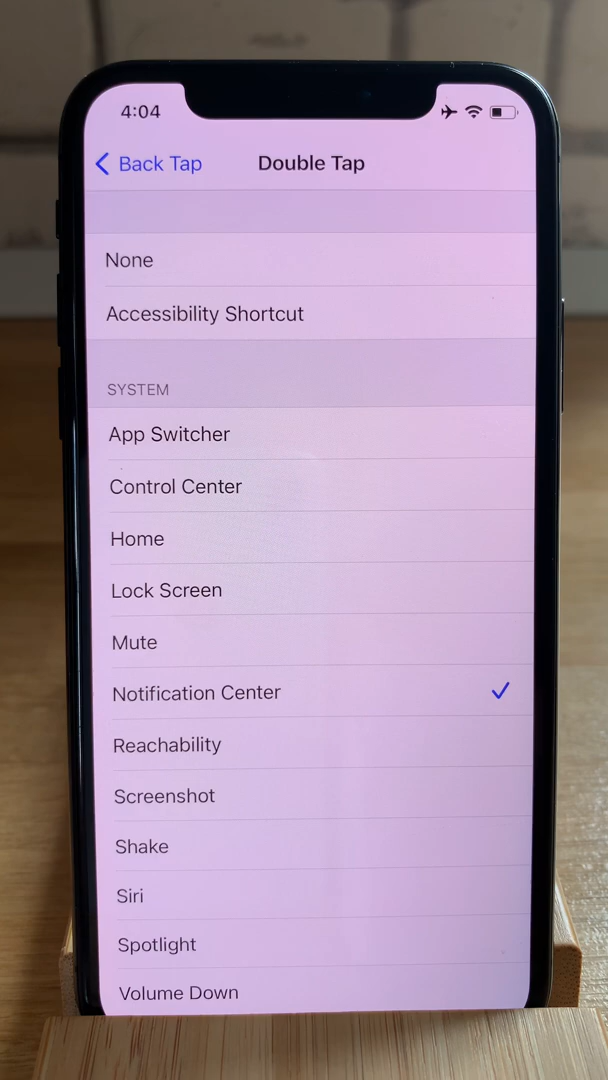 4:04
Back Tap Double Tap
None
Accessibility Shortcut
SYSTEM
App Switcher
Control Center
Home
Lock Screen
Mute
Notification Center
Reachability
Screenshot
Shake
Siri
Spotlight
Volume Down